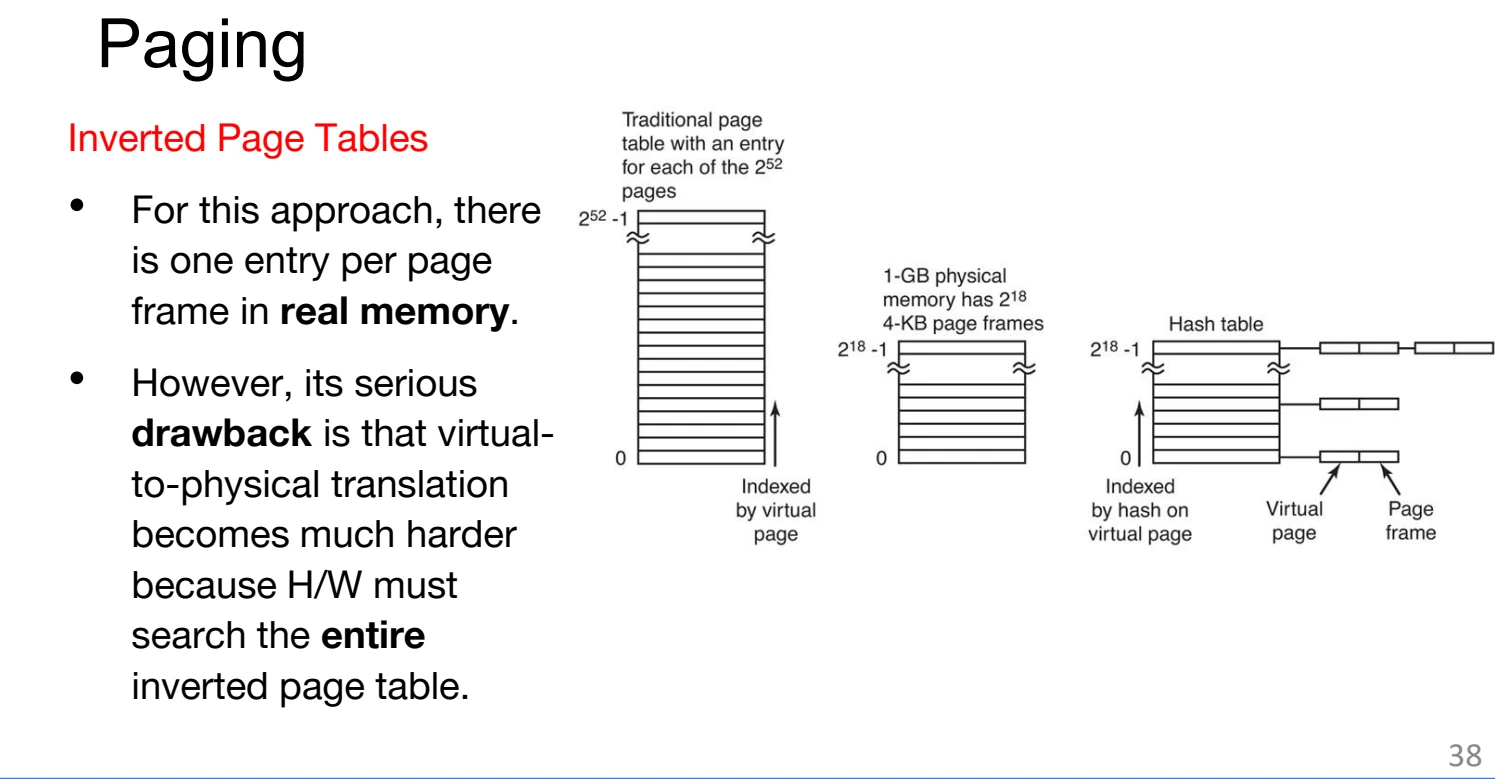 Paging
Inverted Page Tables
• For this approach, there
is one entry per page
frame in real memory.
• However, its serious
drawback is that virtual-
to-physical translation
becomes much harder
because H/W must
search the entire
inverted page table.
Traditional page
table with an entry
for each of the 2⁵²
pages
2⁵² -1
0
Indexed
by virtual
page
1-GB physical
memory has 2¹⁸
4-KB page frames
2¹⁸ -1
0
Hash table
2¹⁸ -1
0
Indexed
by hash on
virtual page
Virtual
page
Page
frame
38